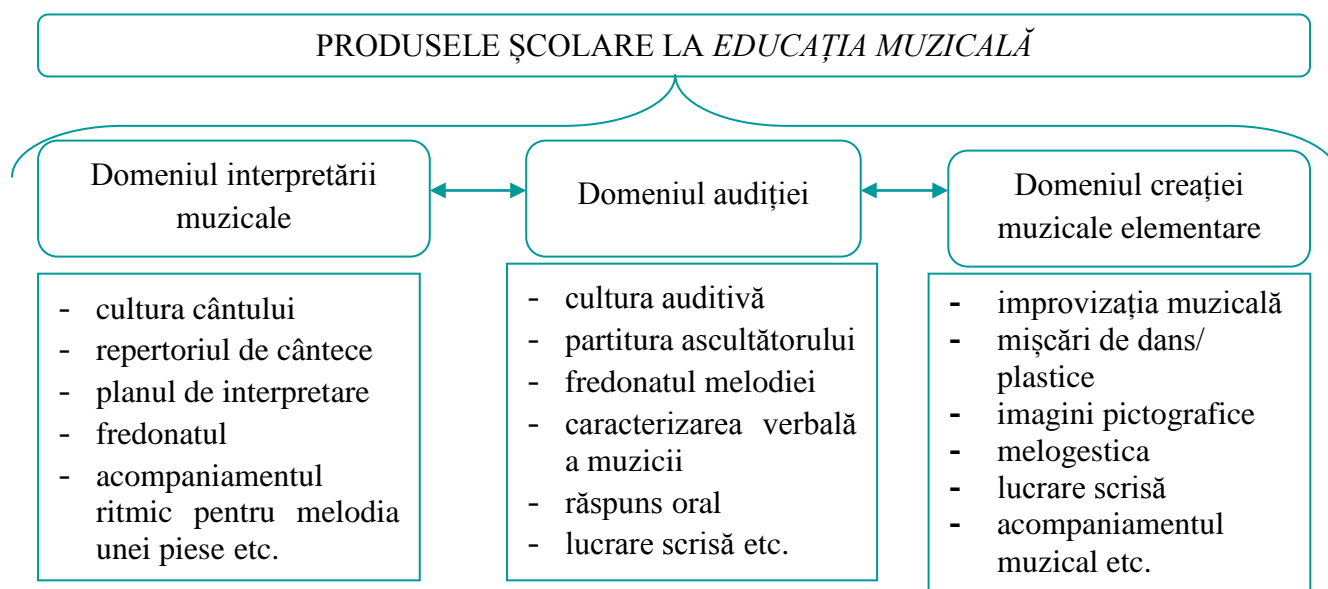 PRODUSELE ȘCOLARE LA EDUCAȚIA MUZICALĂ
Domeniul interpretării
muzicale
Domeniul audiției
Domeniul creației
muzicale elementare
- cultura cântului
- repertoriul de cântece
- planul de interpretare
- fredonatul
- acompaniamentul
ritmic pentru melodia
unei piese etc.
- cultura auditivă
- partitura ascultătorului
- fredonatul melodiei
- caracterizarea verbală
a muzicii
- răspuns oral
- lucrare scrisă etc.
- improvizația muzicală
- mișcări de dans/
plastice
- imagini pictografice
- melogestica
- lucrare scrisă
- acompaniamentul
muzical etc.